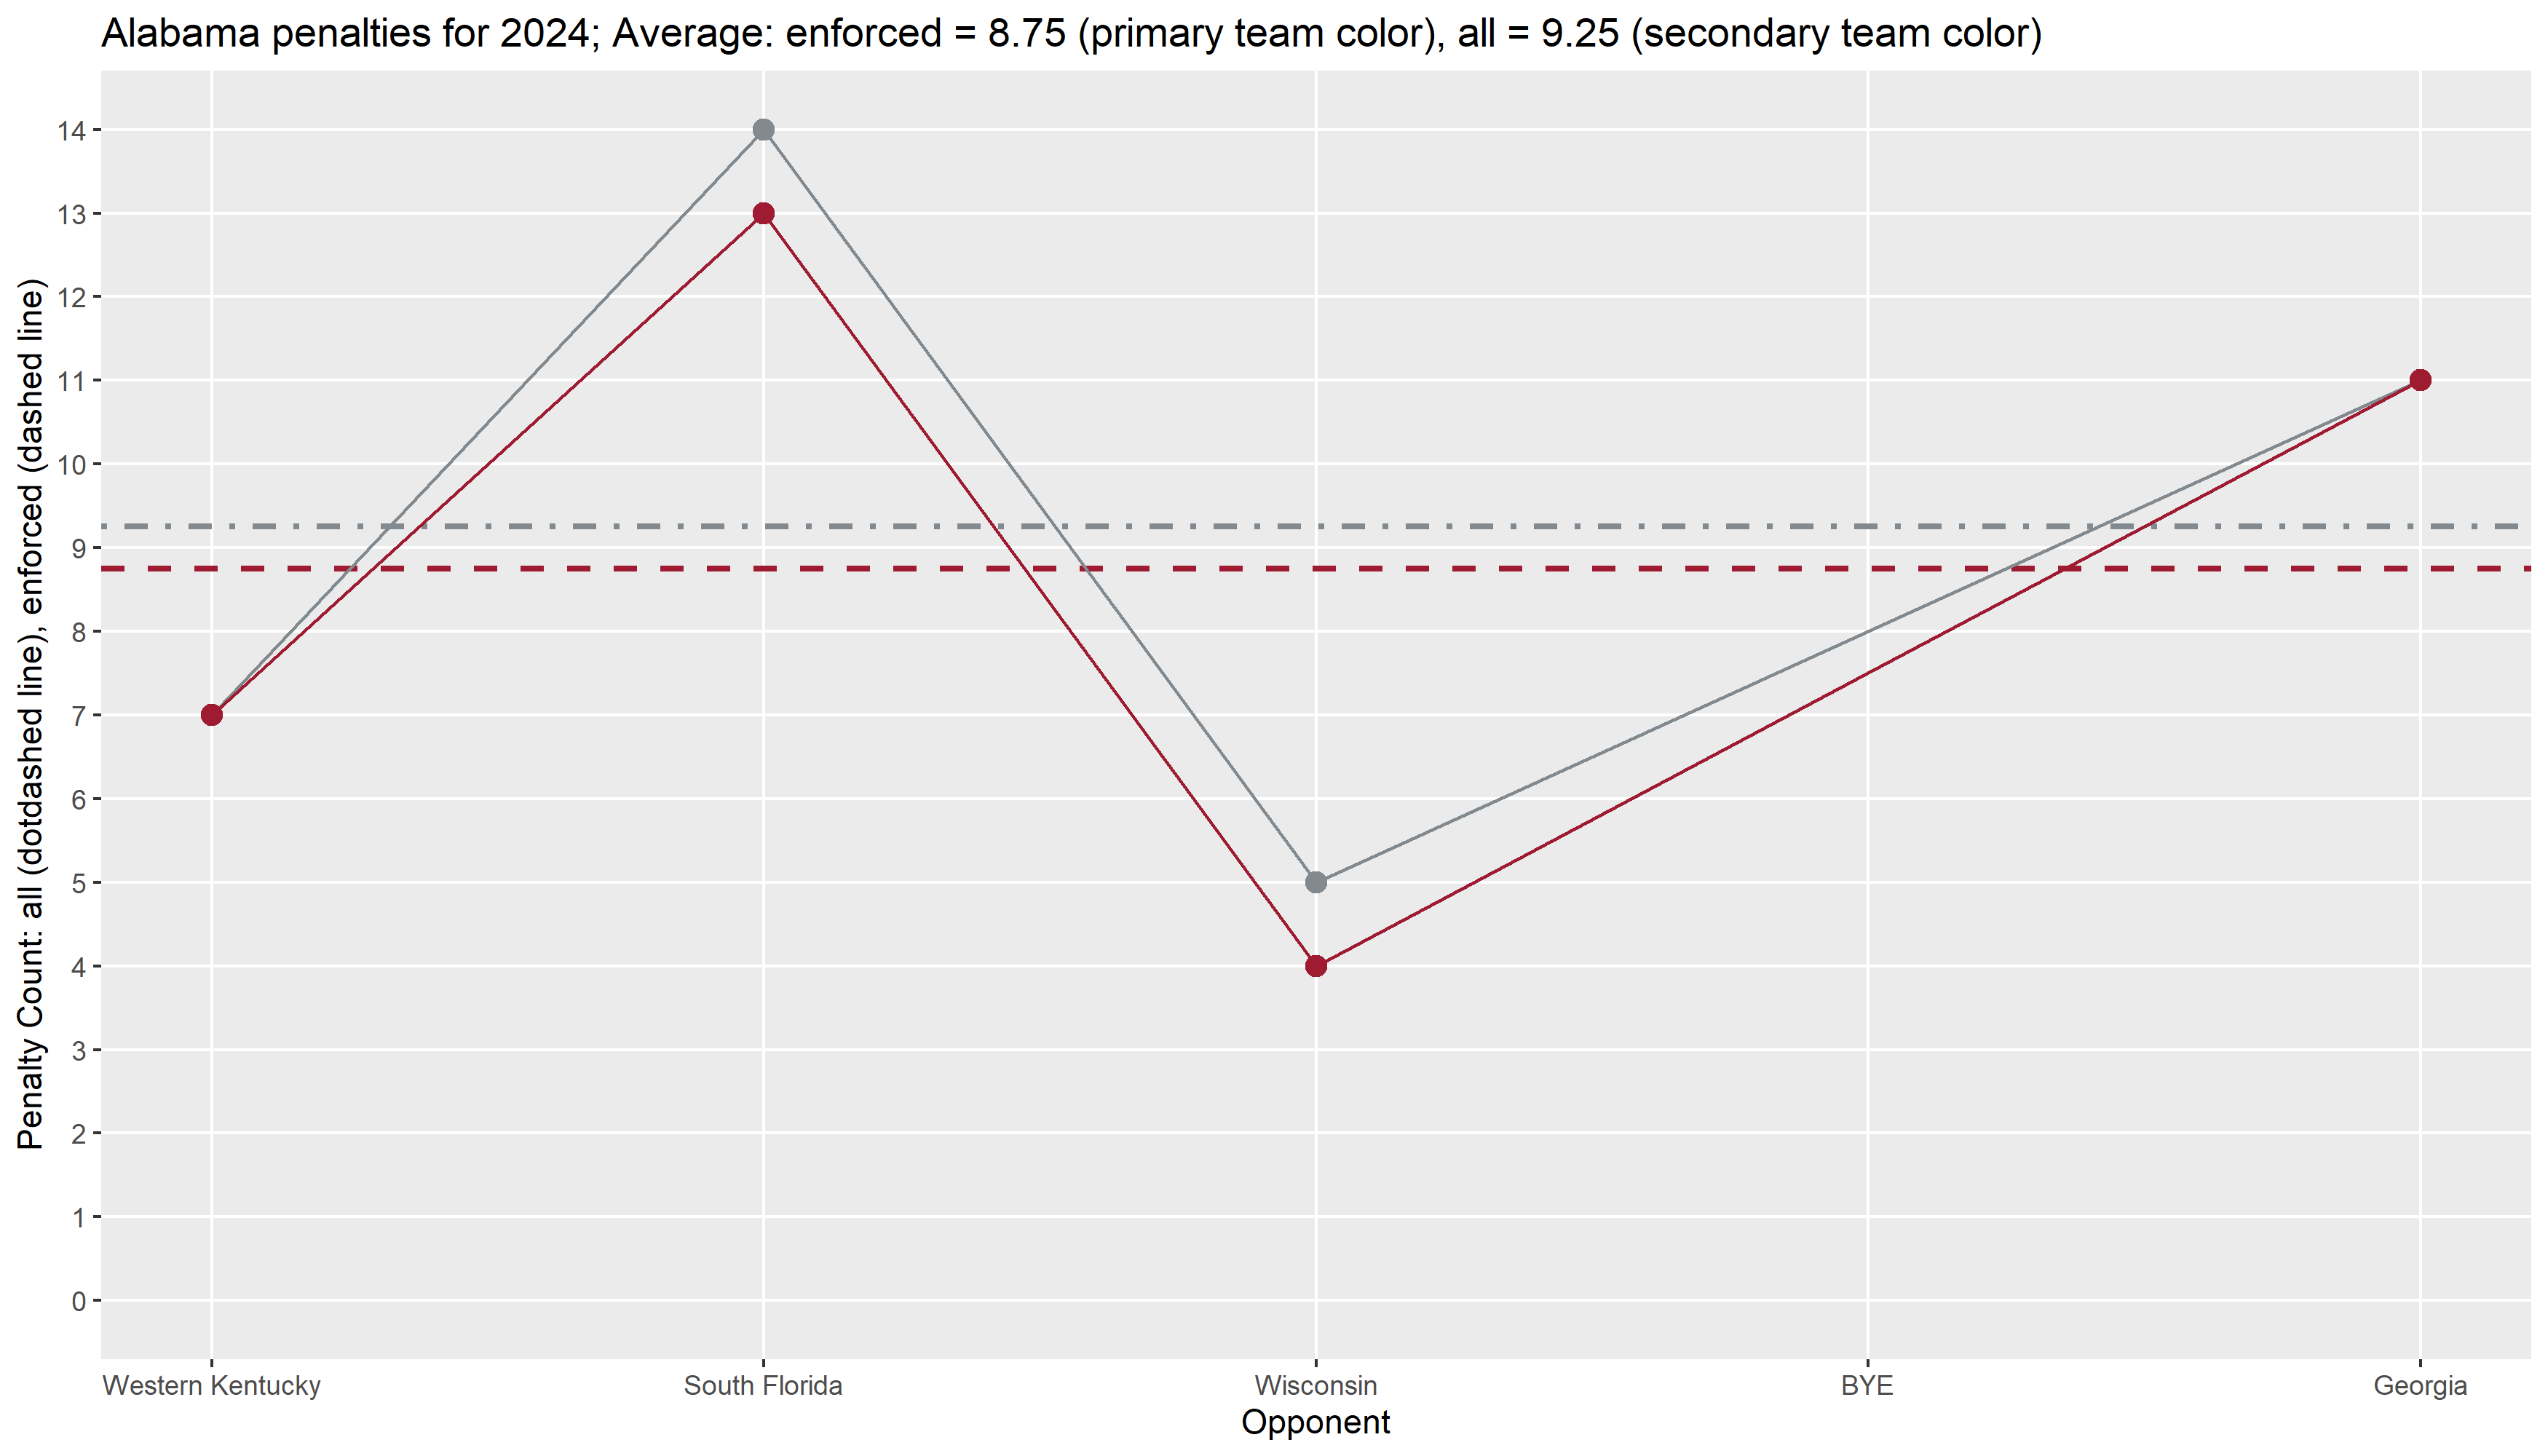 Alabama penalties for 2024; Average: enforced = 8.75 (primary team color), all = 9.25 (secondary team color)
Penalty Count: all (dotdashed line), enforced (dashed line)
14
13
12
11
10
9
8
7
6
5
4
3
2
1
0
Western Kentucky
South Florida
Wisconsin
BYE
Georgia
Opponent